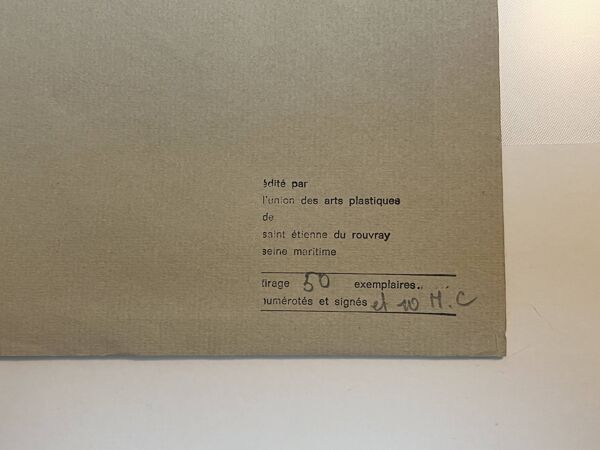 édité par
l'union des arts plastiques
de
saint étienne du rouvray
seine maritime
tirage 50 exemplaires..
numérotés et signés et 10 H.C